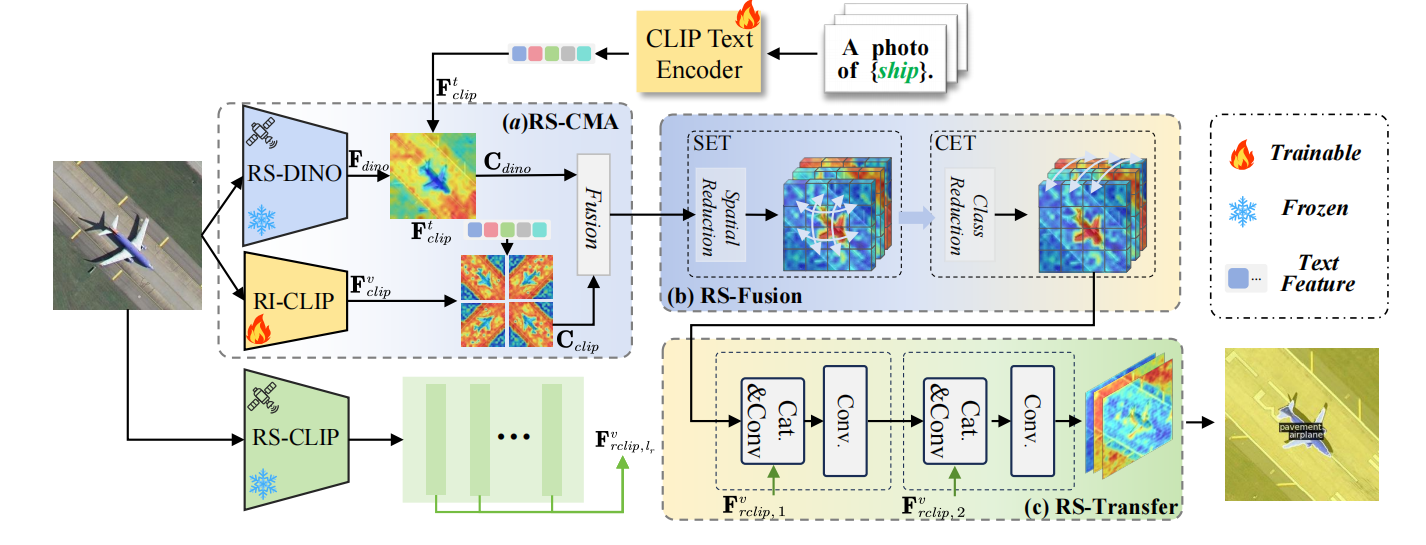 CLIP Text
Encoder
A photo
of {ship}.
F^t_clip
(a)RS-CMA
RS-DINO
F_dino
C_dino
Fusion
F^t_clip
RI-CLIP
F^v_clip
C_clip
SET
Spatial
Reduction
CET
Class
Reduction
(b) RS-Fusion
Trainable
Frozen
...
Text
Feature
RS-CLIP
...
F^v_rclip,l_r
Cat.
&Conv
Conv.
Cat.
&Conv
Conv.
F^v_rclip,1
F^v_rclip,2
(c) RS-Transfer
pavement
airplane